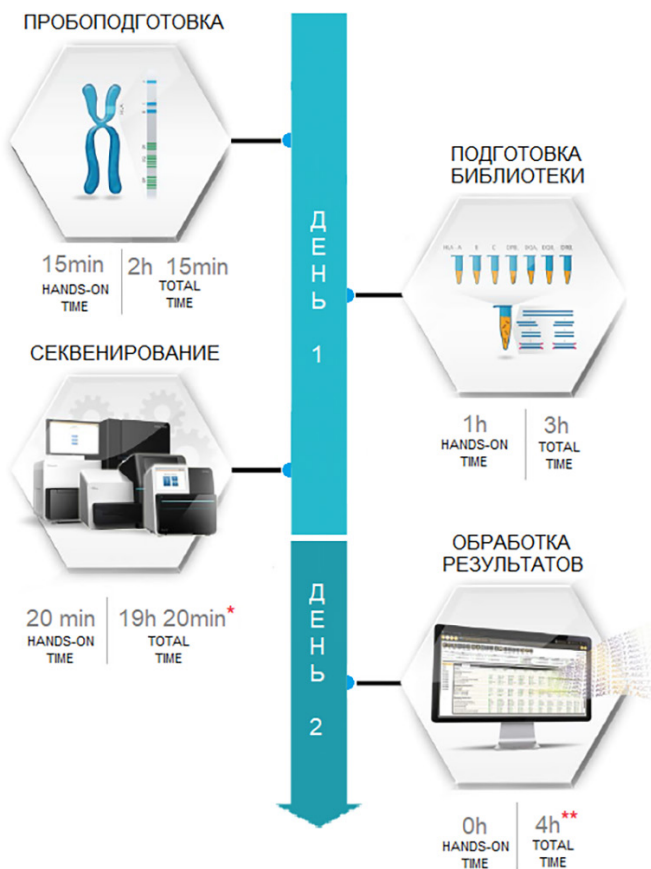 ПРОБОПОДГОТОВКА
15min
HANDS-ON
TIME
2h 15min
TOTAL
TIME
ДЕНЬ 1
ПОДГОТОВКА
БИБЛИОТЕКИ
HLA A B C
1h
HANDS-ON
TIME
3h
TOTAL
TIME
СЕКВЕНИРОВАНИЕ
20 min
HANDS-ON
TIME
19h 20min*
TOTAL
TIME
ДЕНЬ 2
ОБРАБОТКА
РЕЗУЛЬТАТОВ
0h
HANDS-ON
TIME
4h**
TOTAL
TIME